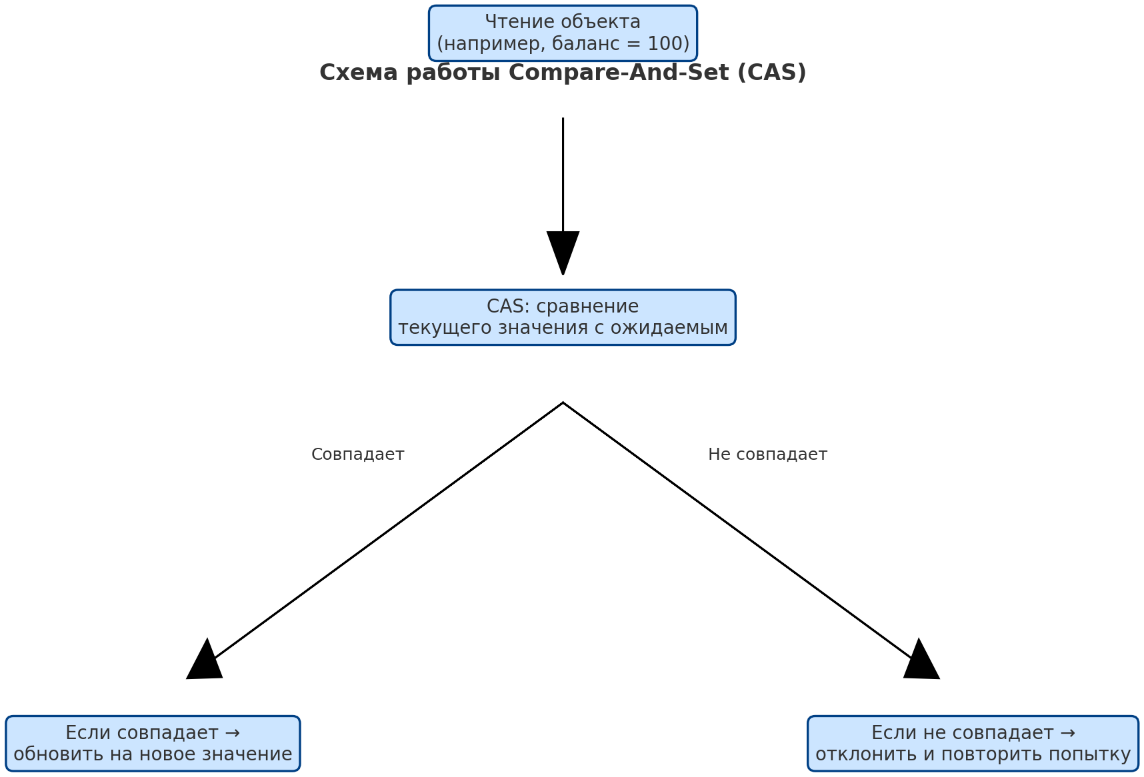 Чтение объекта
(например, баланс = 100)
Схема работы Compare-And-Set (CAS)
CAS: сравнение
текущего значения с ожидаемым
Совпадает
Не совпадает
Если совпадает →
обновить на новое значение
Если не совпадает →
отклонить и повторить попытку